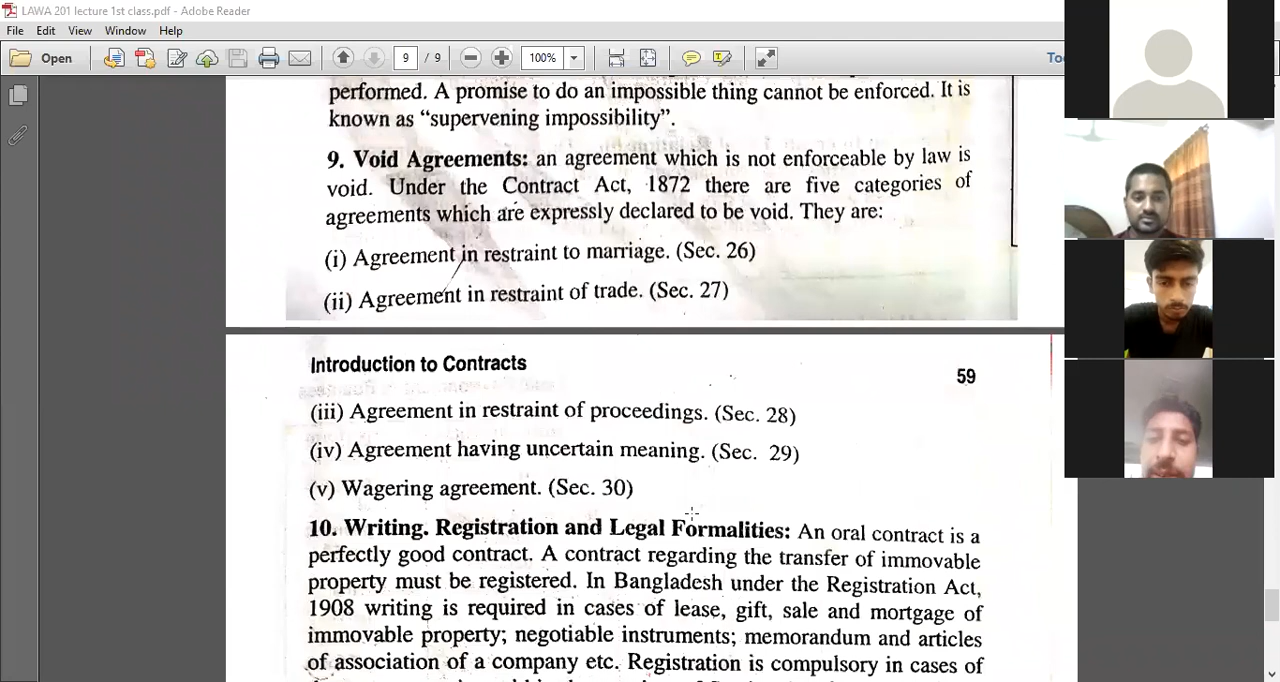 LAWA 201 lecture 1st class.pdf - Adobe Reader
File Edit View Window Help
Open 9 / 9 100% Too
performed. A promise to do an impossible thing cannot be enforced. It is
known as “supervening impossibility”.
9. Void Agreements: an agreement which is not enforceable by law is
void. Under the Contract Act, 1872 there are five categories of
agreements which are expressly declared to be void. They are:
(i) Agreement in restraint to marriage. (Sec. 26)
(ii) Agreement in restraint of trade. (Sec. 27)
Introduction to Contracts
59
(iii) Agreement in restraint of proceedings. (Sec. 28)
(iv) Agreement having uncertain meaning. (Sec. 29)
(v) Wagering agreement. (Sec. 30)
10. Writing. Registration and Legal Formalities: An oral contract is a
perfectly good contract. A contract regarding the transfer of immovable
property must be registered. In Bangladesh under the Registration Act,
1908 writing is required in cases of lease, gift, sale and mortgage of
immovable property; negotiable instruments; memorandum and articles
of association of a company etc. Registration is compulsory in cases of